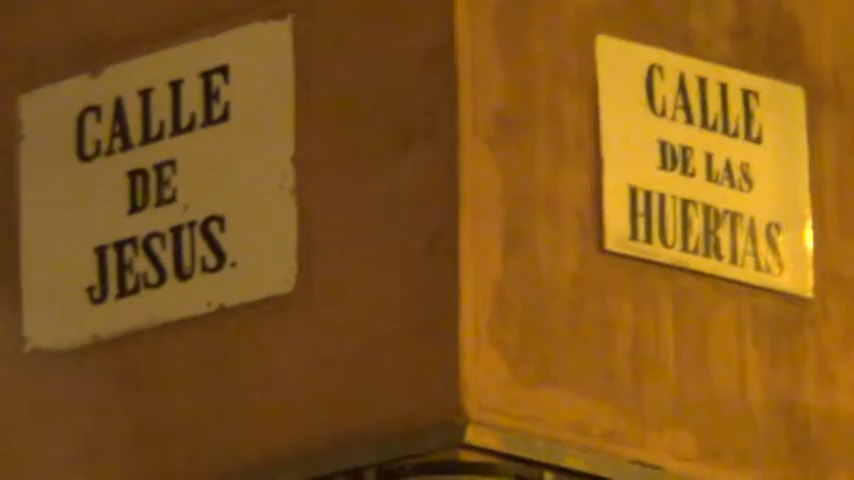 CALLE
DE
JESUS.
CALLE
DE LAS
HUERTAS